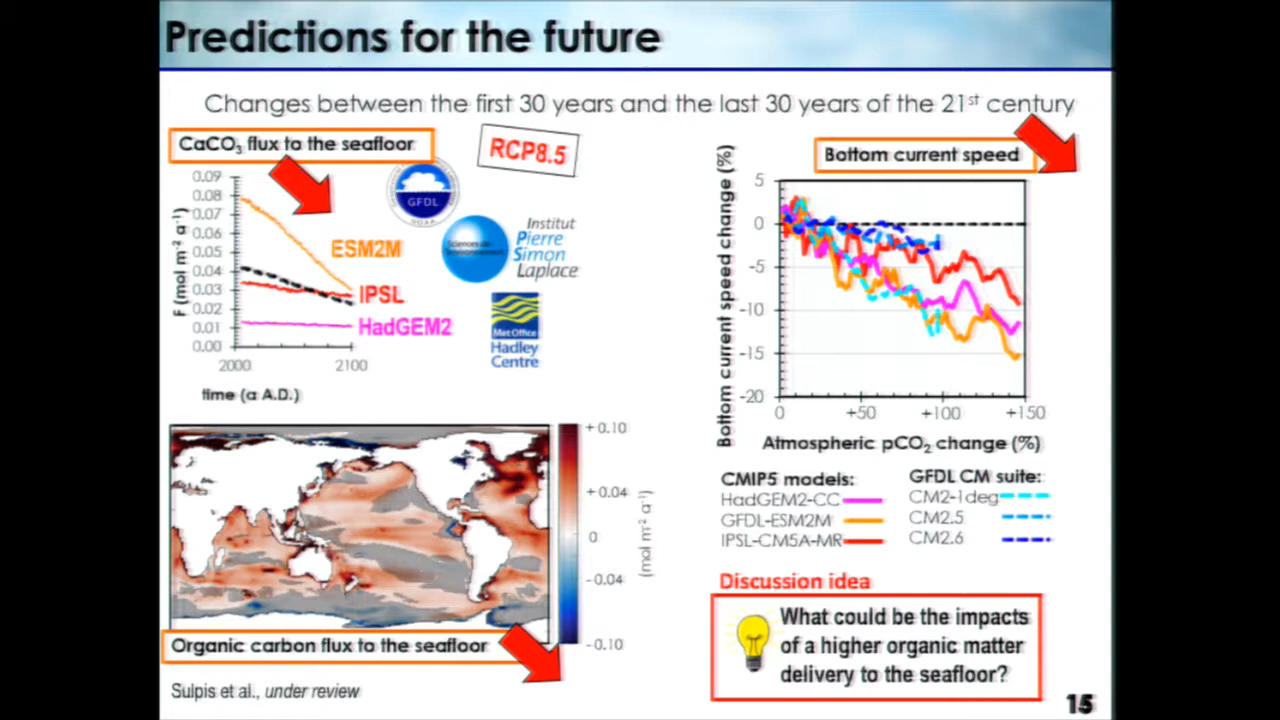 Predictions for the future
Changes between the first 30 years and the last 30 years of the 21st century
CaCO3 flux to the seafloor
RCP8.5
0.09
0.08
0.07
0.06
0.05
0.04
0.03
0.02
0.01
0.00
F (mol m-2 a-1)
2000
2100
time (a A.D.)
GFDL
ESM2M
IPSL
HadGEM2
Institut
Pierre
Simon
Laplace
Met Office
Hadley
Centre
Bottom current speed
Bottom current speed change (%)
5
0
-5
-10
-15
-20
0
+50
+100
+150
Atmospheric pCO2 change (%)
CMIP5 models:
HadGEM2-CC
GFDL-ESM2M
IPSL-CM5A-MR
GFDL CM suite:
CM2-1deg
CM2.5
CM2.6
+0.10
+0.04
0
-0.04
-0.10
(mol m-2 a-1)
Organic carbon flux to the seafloor
Sulpis et al., under review
Discussion idea
What could be the impacts
of a higher organic matter
delivery to the seafloor?
15